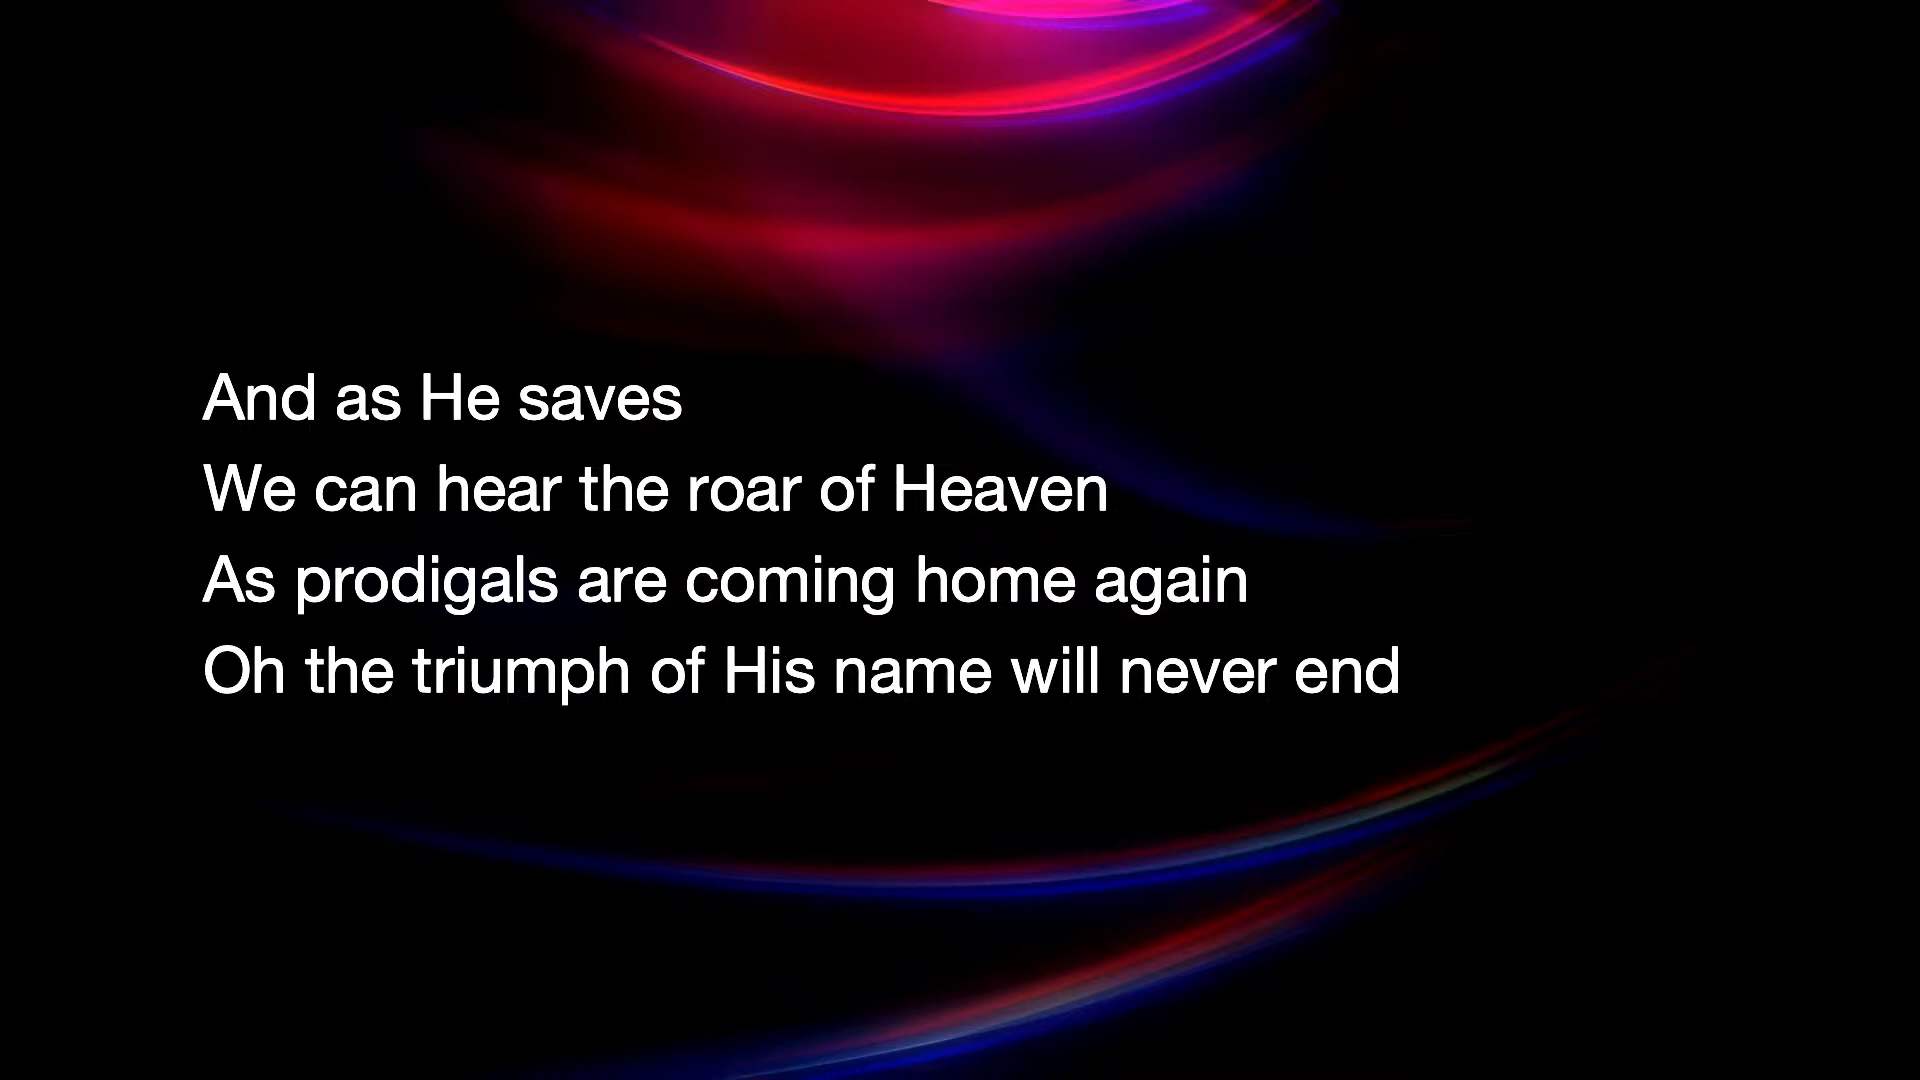 And as He saves
We can hear the roar of Heaven
As prodigals are coming home again
Oh the triumph of His name will never end